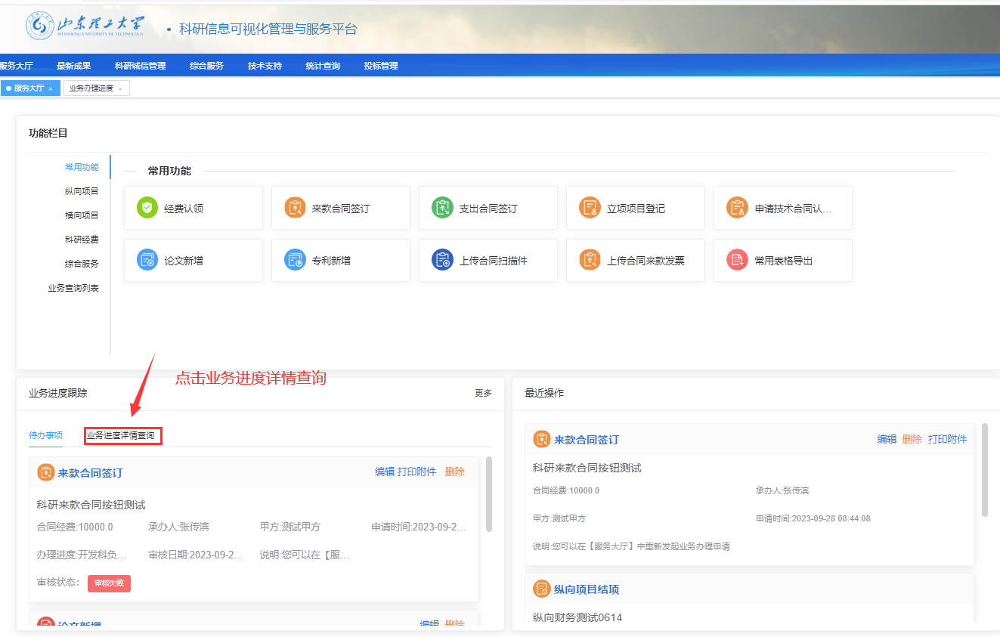 山东理工大学
SHANDONG UNIVERSITY OF TECHNOLOGY
• 科研信息可视化管理与服务平台
服务大厅 最新成果 科研诚信管理 综合服务 技术支持 统计查询 投标管理
服务大厅 × 业务办理进度 ×
功能栏目
常用功能
纵向项目
横向项目
科研经费
综合服务
业务查询列表
常用功能
经费认领 来款合同签订 支出合同签订 立项项目登记 申请技术合同认...
论文新增 专利新增 上传合同扫描件 上传合同来款发票 常用表格导出
点击业务进度详情查询
业务进度跟踪 更多
待办事项 业务进度详情查询
来款合同签订 编辑 打印附件 删除
科研来款合同按钮测试
合同经费:10000.0 承办人:张传滨 甲方:测试甲方 申请时间:2023-09-2...
办理进度:开发科负... 审核日期:2023-09-2... 说明:您可以在【服...
审核状态: 审核失败
论文新增 编辑 删除
最近操作
来款合同签订 编辑 删除 打印附件
科研来款合同按钮测试
合同经费:10000.0 承办人:张传滨
甲方:测试甲方 申请时间:2023-09-28 08:44:08
说明:您可以在【服务大厅】中重新发起业务办理申请
纵向项目结项
纵向财务测试0614